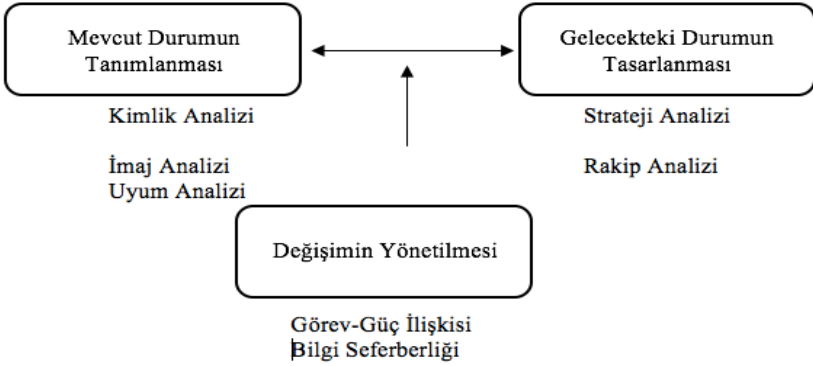 Mevcut Durumun
Tanımlanması
Gelecekteki Durumun
Tasarlanması
Kimlik Analizi
İmaj Analizi
Uyum Analizi
Strateji Analizi
Rakip Analizi
Değişimin Yönetilmesi
Görev-Güç İlişkisi
Bilgi Seferberliği